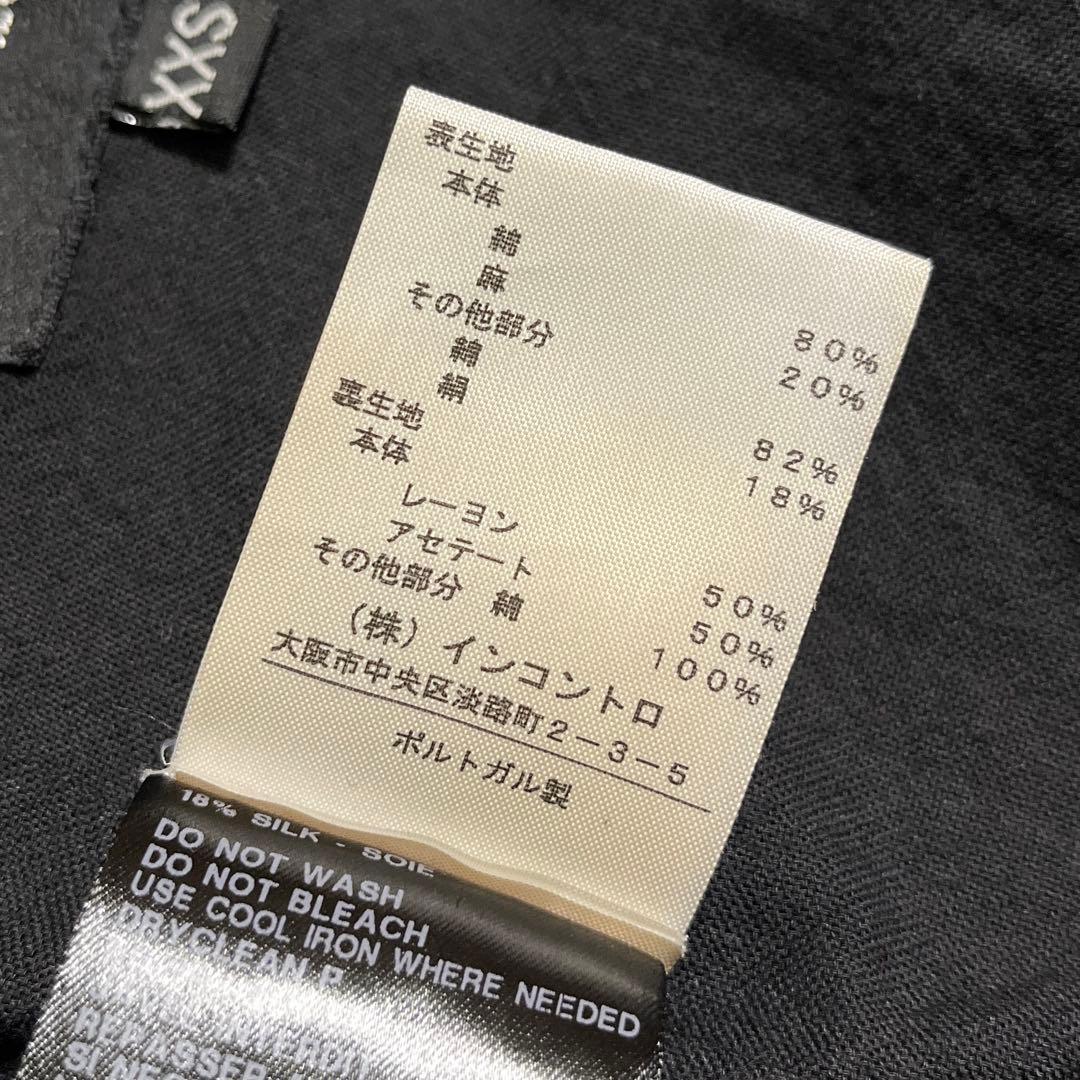 XXS
表生地
本体
綿 80%
麻 20%
その他部分
綿 82%
絹 18%
裏生地
本体
レーヨン 50%
アセテート 50%
その他部分 綿 100%
(株)インコントロ
大阪市中央区淡路町2-3-5
ポルトガル製
18% SILK - SOIE
DO NOT WASH
DO NOT BLEACH
USE COOL IRON WHERE NEEDED
DRYCLEAN P
INTERDIT
REPASSER
SI NEC